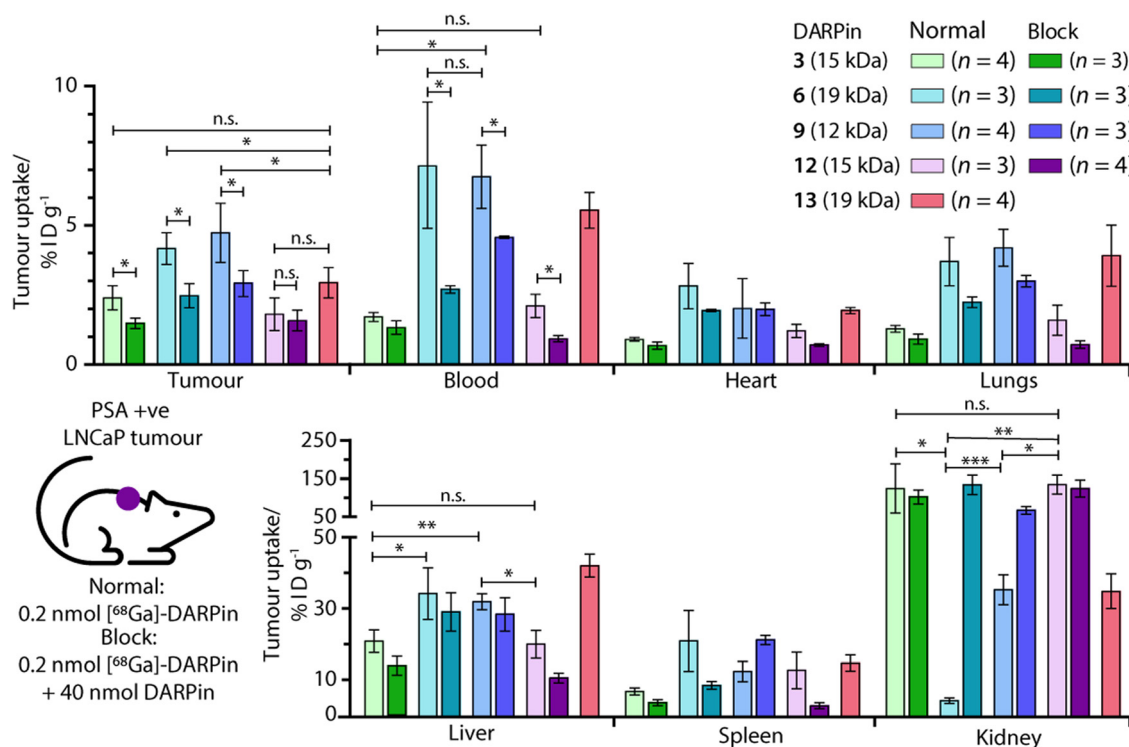 DARPin Normal Block
3 (15 kDa) (n = 4) (n = 3)
6 (19 kDa) (n = 3) (n = 3)
9 (12 kDa) (n = 4) (n = 3)
12 (15 kDa) (n = 3) (n = 4)
13 (19 kDa) (n = 4)
Tumour uptake/
% ID g⁻¹
10
5
0
n.s.
*
*
*
*
*
n.s.
n.s.
Tumour
n.s.
*
n.s.
*
*
*
Blood
Heart
Lungs
PSA +ve
LNCaP tumour
Normal:
0.2 nmol [⁶⁸Ga]-DARPin
Block:
0.2 nmol [⁶⁸Ga]-DARPin
+ 40 nmol DARPin
Tumour uptake/
% ID g⁻¹
250
150
50
50
30
10
0
n.s.
**
*
*
Liver
Spleen
n.s.
*
**
***
*
Kidney